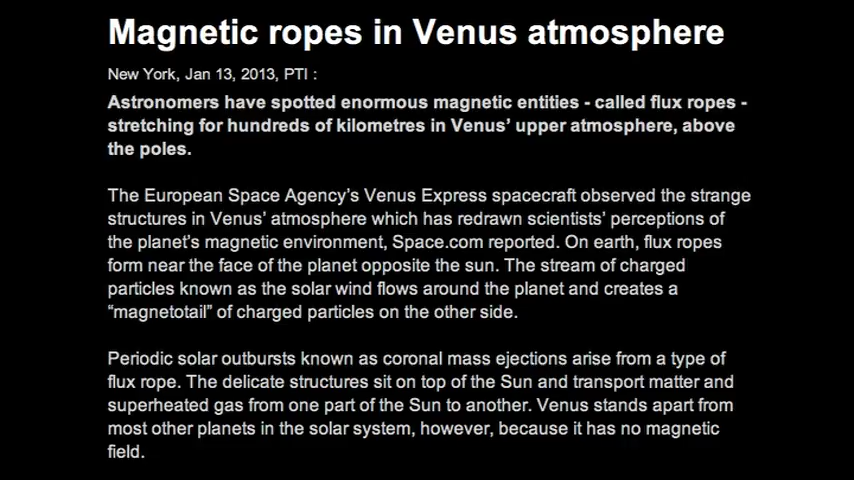 Magnetic ropes in Venus atmosphere
New York, Jan 13, 2013, PTI :
Astronomers have spotted enormous magnetic entities - called flux ropes -
stretching for hundreds of kilometres in Venus’ upper atmosphere, above
the poles.
The European Space Agency’s Venus Express spacecraft observed the strange
structures in Venus’ atmosphere which has redrawn scientists’ perceptions of
the planet’s magnetic environment, Space.com reported. On earth, flux ropes
form near the face of the planet opposite the sun. The stream of charged
particles known as the solar wind flows around the planet and creates a
“magnetotail” of charged particles on the other side.
Periodic solar outbursts known as coronal mass ejections arise from a type of
flux rope. The delicate structures sit on top of the Sun and transport matter and
superheated gas from one part of the Sun to another. Venus stands apart from
most other planets in the solar system, however, because it has no magnetic
field.